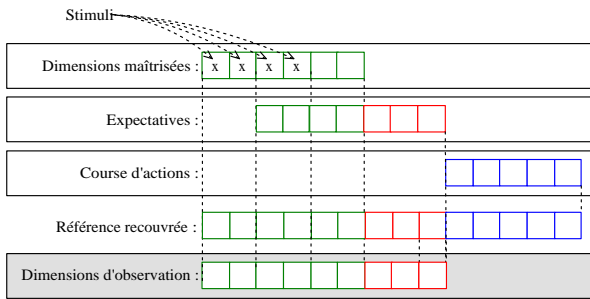 Stimuli
Dimensions maîtrisées : x x x x
Expectatives :
Course d'actions :
Référence recouvrée :
Dimensions d'observation :